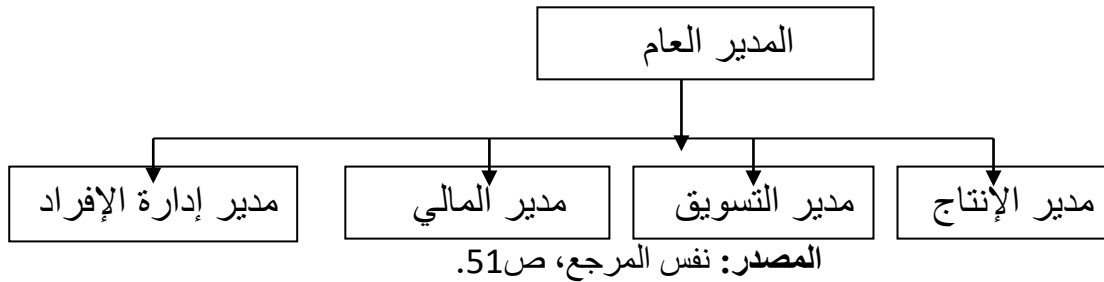 المدير العام
مدير الإنتاج
مدير التسويق
مدير المالي
مدير إدارة الإفراد
المصدر: نفس المرجع، ص51.